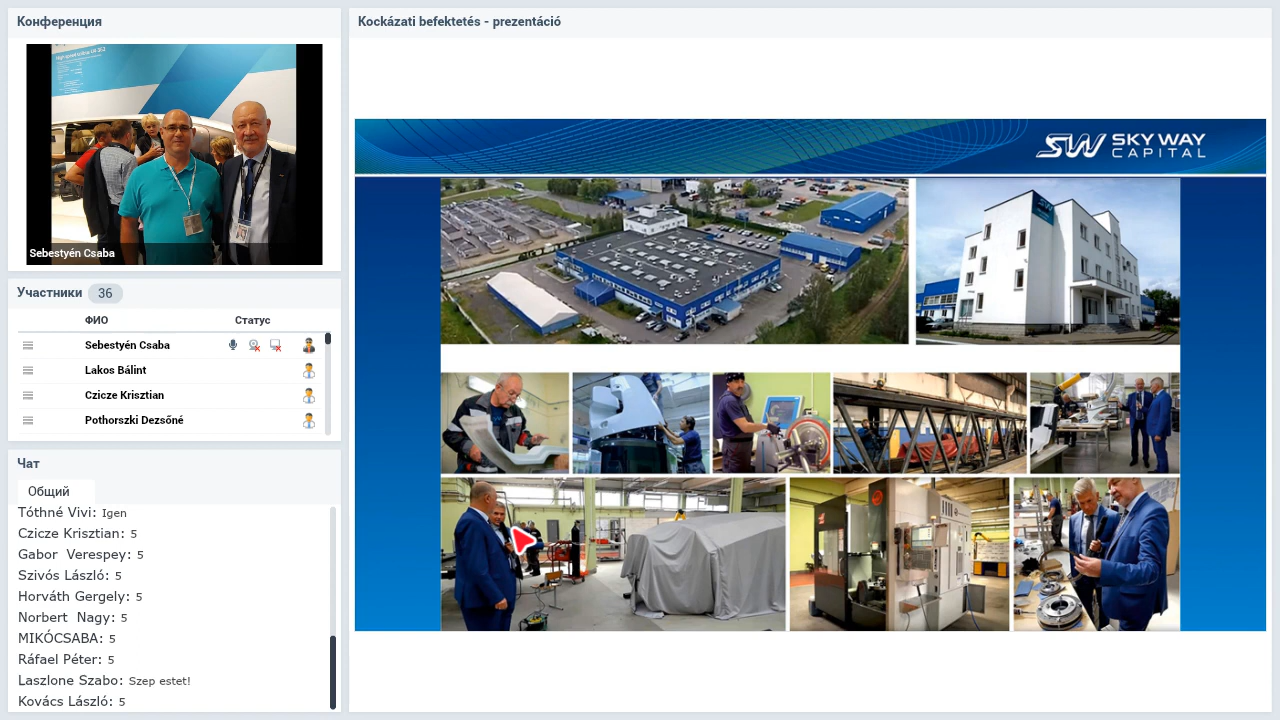 Конференция
Sebestyén Csaba
Участники 36
ФИО Статус
Sebestyén Csaba
Lakos Bálint
Czicze Krisztian
Pothorszki Dezsőné
Чат
Общий
Tóthné Vivi: Igen
Czicze Krisztian: 5
Gabor Verespey: 5
Szivós László: 5
Horváth Gergely: 5
Norbert Nagy: 5
MIKÓCSABA: 5
Ráfael Péter: 5
Laszlone Szabo: Szep estet!
Kovács László: 5
Kockázati befektetés - prezentáció
SW SKY WAY
CAPITAL